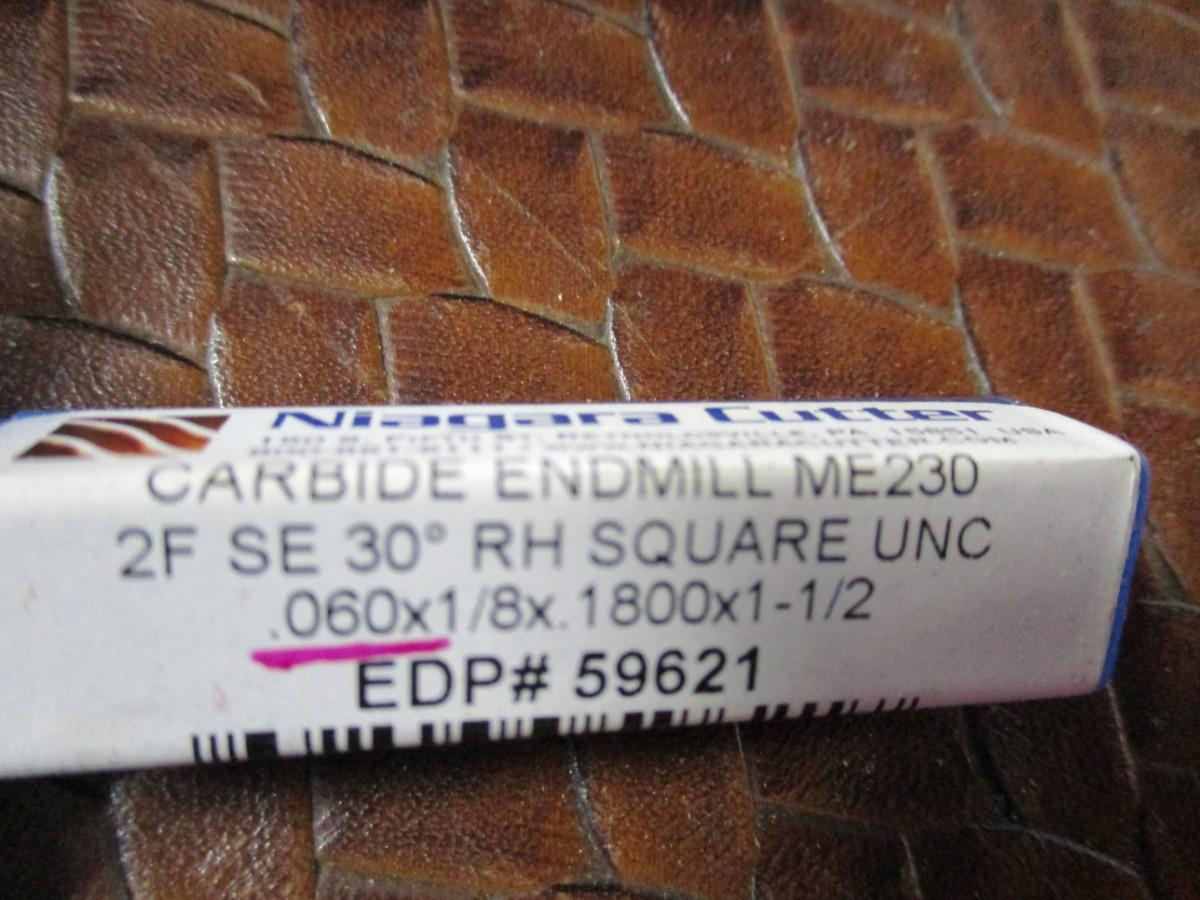 Niagara Cutter
CARBIDE ENDMILL ME230
2F SE 30° RH SQUARE UNC
.060x1/8x.1800x1-1/2
EDP# 59621